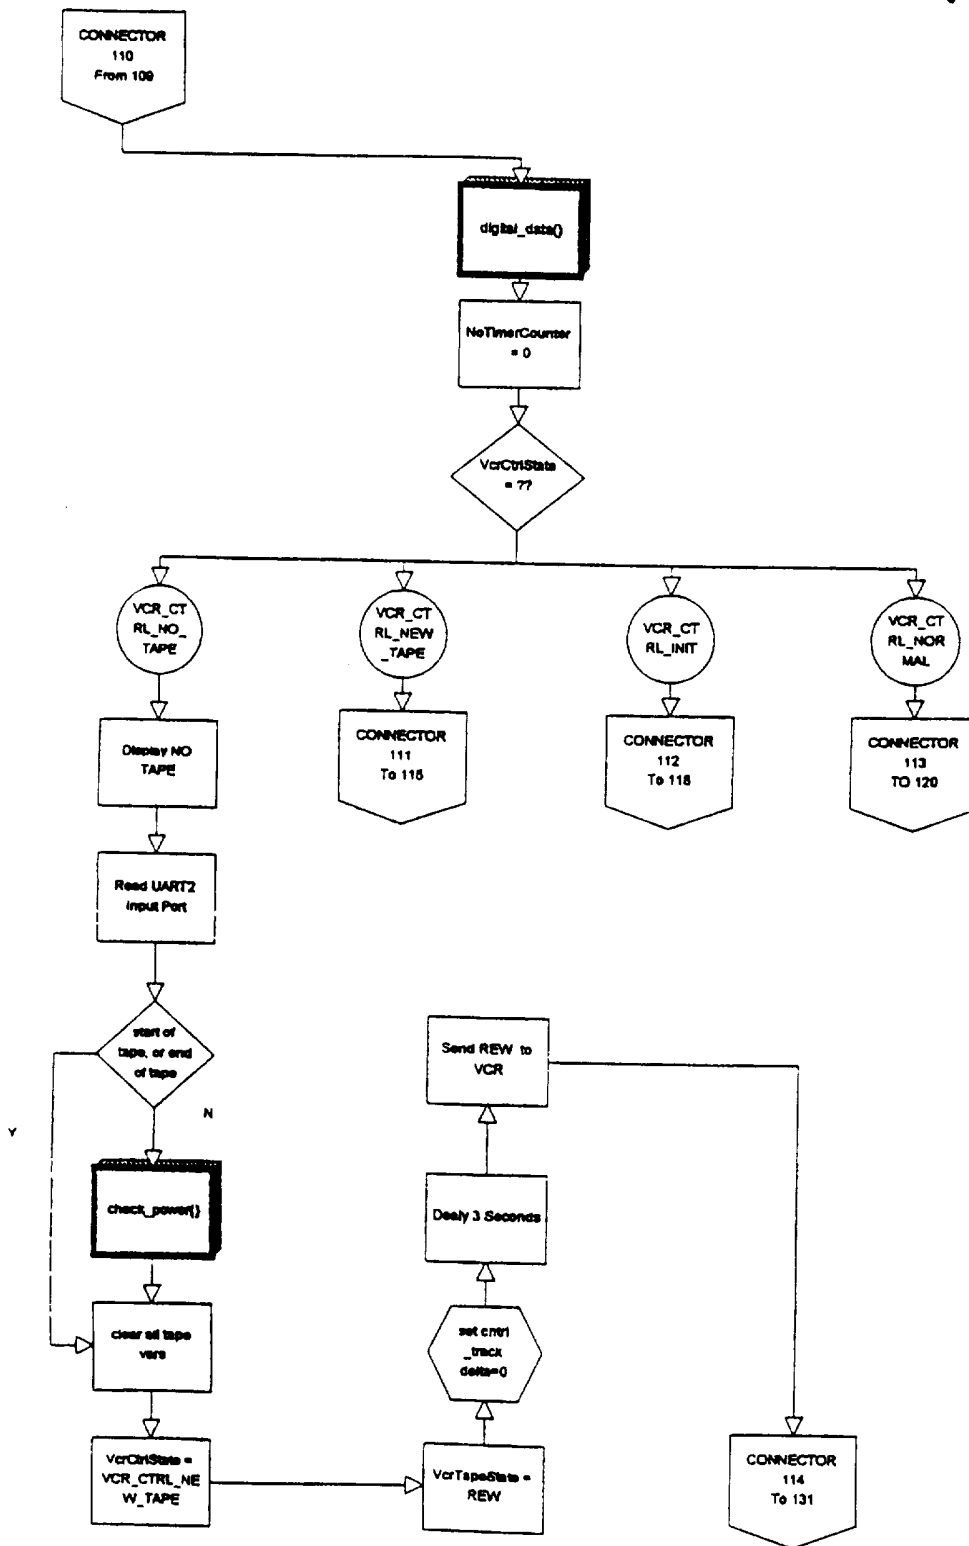 CONNECTOR
110
From 109
digital_data()
NoTimerCounter
= 0
VcrCtrlState
= ??
VCR_CT
RL_NO_
TAPE
VCR_CT
RL_NEW
_TAPE
VCR_CT
RL_INIT
VCR_CT
RL_NOR
MAL
Display NO
TAPE
CONNECTOR
111
To 115
CONNECTOR
112
To 118
CONNECTOR
113
TO 120
Read UART2
Input Port
start of
tape, or end
of tape
Y
N
check_power()
clear all tape
vars
VcrCtrlState =
VCR_CTRL_NE
W_TAPE
VcrTapeState =
REW
set cntrl
_track
delta=0
Dealy 3 Seconds
Send REW to
VCR
CONNECTOR
114
To 131